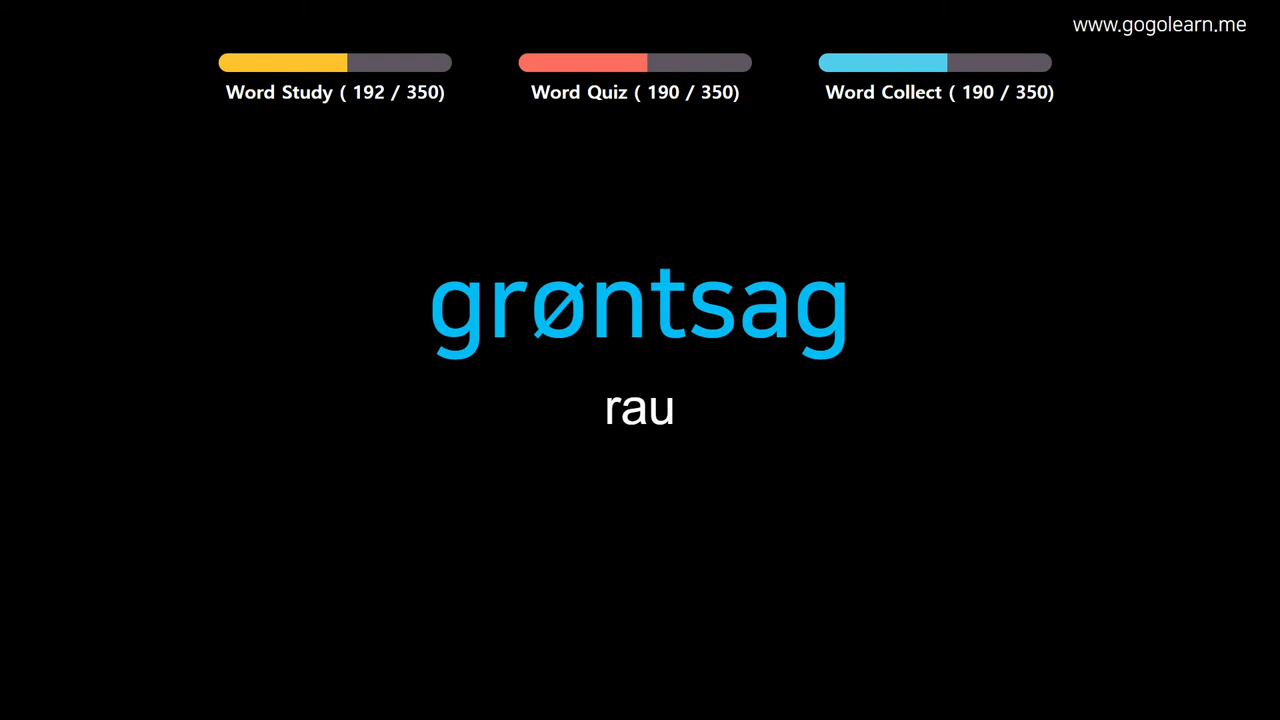 www.gogolearn.me
Word Study ( 192 / 350)
Word Quiz ( 190 / 350)
Word Collect ( 190 / 350)
grøntsag
rau